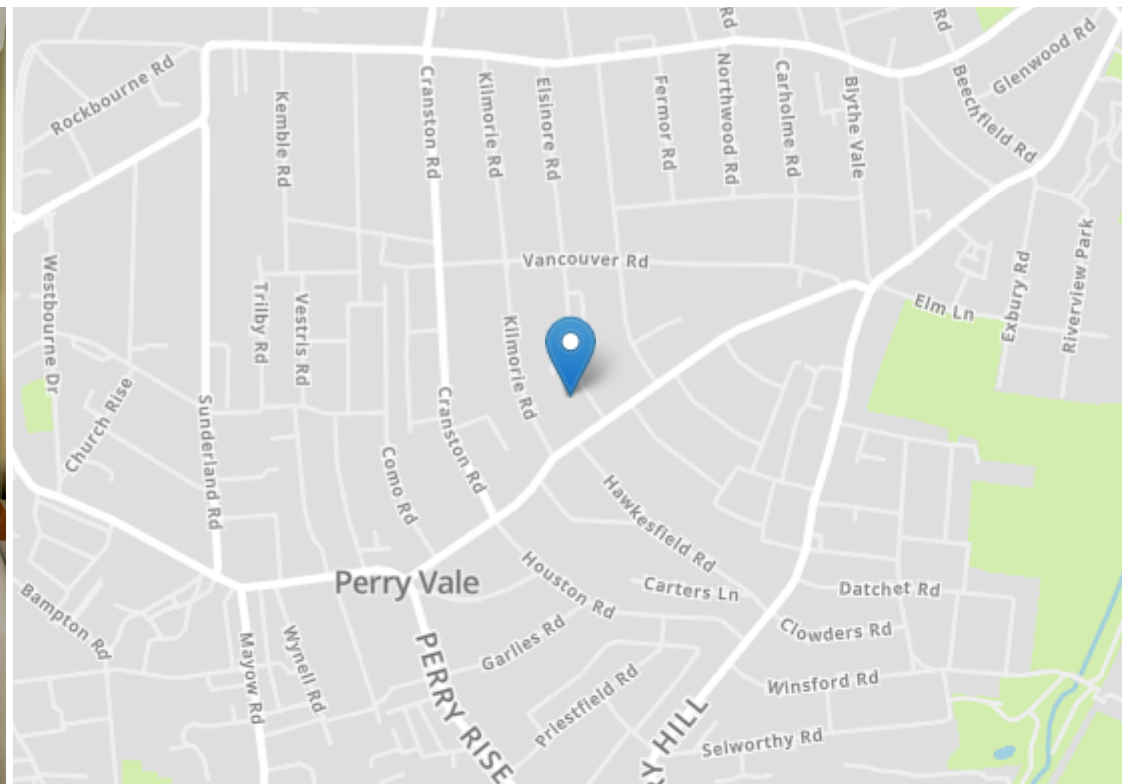 Rd
Rd
Glenwood Rd
Rockbourne Rd
Kemble Rd
Cranston Rd
Kilmorie Rd
Elsinore Rd
Fermor Rd
Northwood Rd
Carholme Rd
Blythe Vale
Beechfield Rd
Westbourne Dr
Vancouver Rd
Trilby Rd
Vestris Rd
Kilmorie Rd
Elm Ln
Exbury Rd
Riverview Park
Church Rise
Sunderland Rd
Cranston Rd
Como Rd
Hawkesfield Rd
Perry Vale
Houston Rd
Carters Ln
Datchet Rd
Bampton Rd
Mayow Rd
Wynell Rd
PERRY RISE
Garlies Rd
Clowders Rd
Priestfield Rd
Winsford Rd
Y HILL
Selworthy Rd